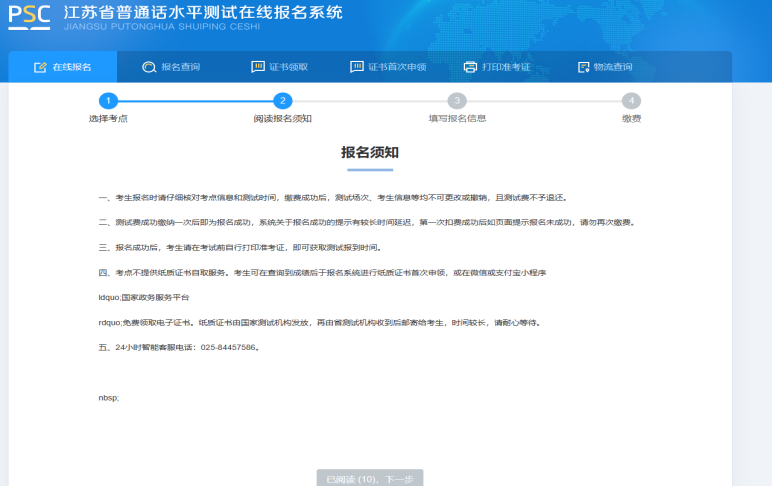 PSC 江苏省普通话水平测试在线报名系统
JIANGSU PUTONGHUA SHUIPING CESHI
在线报名 报名查询 证书领取 证书首次申领 打印准考证 物流查询
1 2 3 4
选择考点 阅读报名须知 填写报名信息 缴费
报名须知
一、考生报名时请仔细核对考点信息和测试时间，缴费成功后，测试场次、考生信息等均不可更改或撤销，且测试费不予退还。
二、测试费成功缴纳一次后即为报名成功，系统关于报名成功的提示有较长时间延迟，第一次扣费成功后如页面提示报名未成功，请勿再次缴费。
三、报名成功后，考生请在考试前自行打印准考证，即可获取测试报到时间。
四、考点不提供纸质证书自取服务。考生可在查询到成绩后于报名系统进行纸质证书首次申领，或在微信或支付宝小程序
ldquo;国家政务服务平台
rdquo;免费领取电子证书。纸质证书由国家测试机构发放，再由省测试机构收到后邮寄给考生，时间较长，请耐心等待。
五、24小时智能客服电话：025-84457586。
nbsp;
已阅读 (10)，下一步